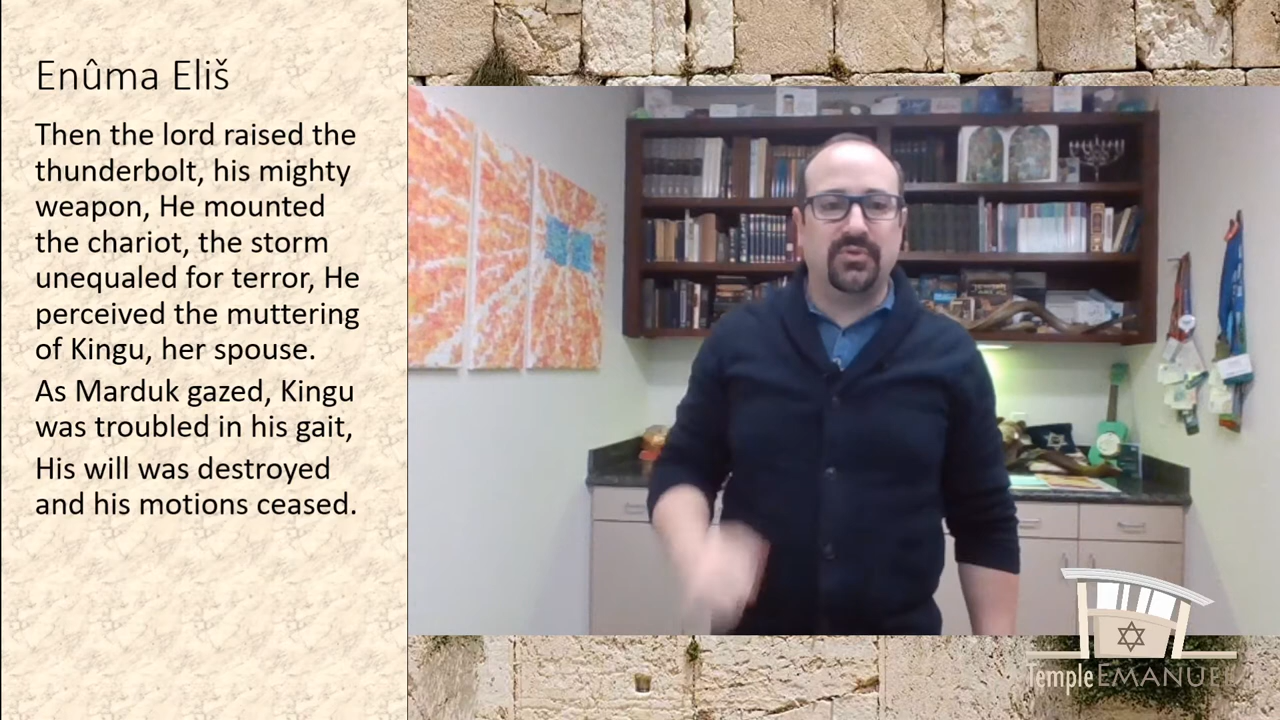 Enûma Eliš
Then the lord raised the
thunderbolt, his mighty
weapon, He mounted
the chariot, the storm
unequaled for terror, He
perceived the muttering
of Kingu, her spouse.
As Marduk gazed, Kingu
was troubled in his gait,
His will was destroyed
and his motions ceased.
Temple EMANUEL